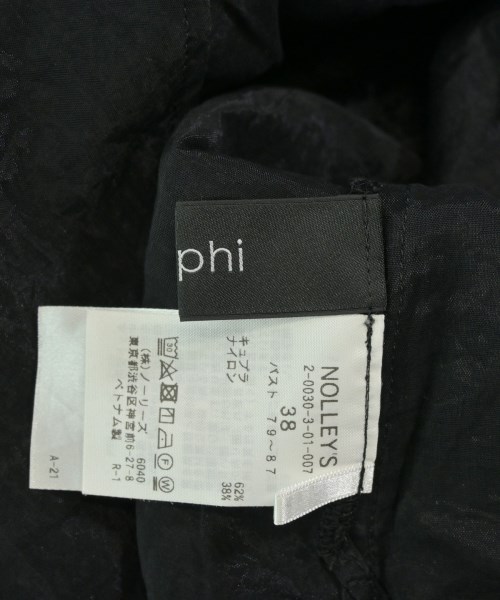 phi
NOLLEY'S
2-0030-3-01-007
38
バスト 79~87
キュプラ 62%
ナイロン 38%
30
(株)ノーリーズ 6040
東京都渋谷区神宮前6-27-8
ベトナム製 R-1
A-21